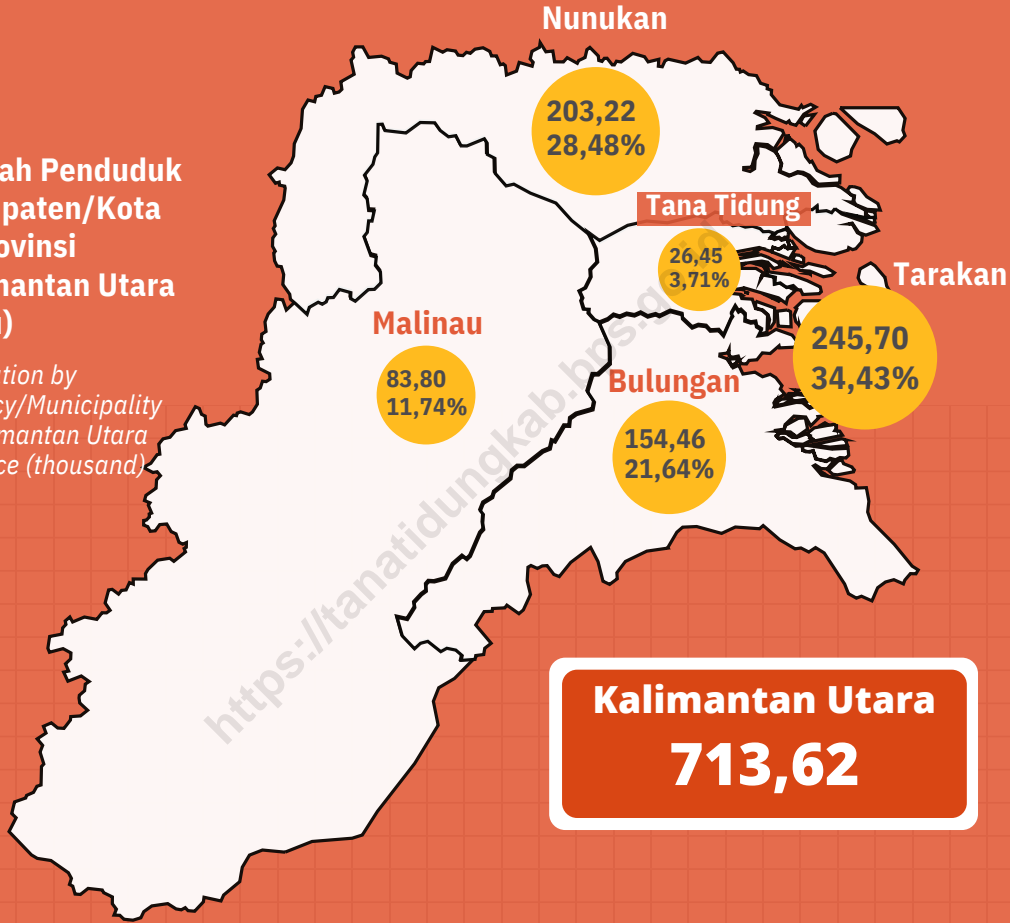 Nunukan
203,22
28,48%
ah Penduduk
paten/Kota
ovinsi
mantan Utara
)
tion by
cy/Municipality
imantan Utara
ce (thousand)
Tana Tidung
26,45
3,71%
Tarakan
245,70
34,43%
Malinau
83,80
11,74%
Bulungan
154,46
21,64%
https://tanatidungkab.bps.go.id
Kalimantan Utara
713,62